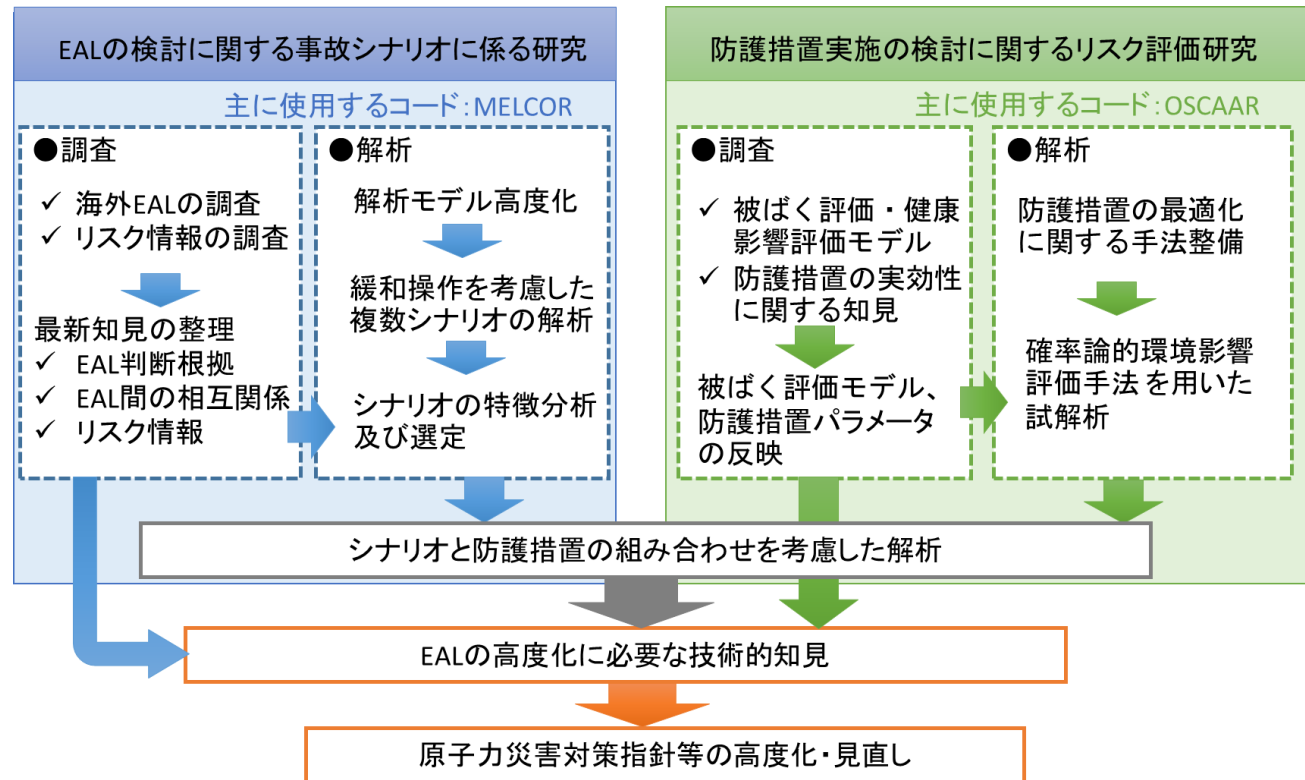 EALの検討に関する事故シナリオに係る研究
主に使用するコード：MELCOR
●調査
✓ 海外EALの調査
✓ リスク情報の調査
最新知見の整理
✓ EAL判断根拠
✓ EAL間の相互関係
✓ リスク情報
●解析
解析モデル高度化
緩和操作を考慮した
複数シナリオの解析
シナリオの特徴分析
及び選定
防護措置実施の検討に関するリスク評価研究
主に使用するコード：OSCAAR
●調査
✓ 被ばく評価・健康
影響評価モデル
✓ 防護措置の実効性
に関する知見
被ばく評価モデル、
防護措置パラメータ
の反映
●解析
防護措置の最適化
に関する手法整備
確率論的環境影響
評価手法を用いた
試解析
シナリオと防護措置の組み合わせを考慮した解析
EALの高度化に必要な技術的知見
原子力災害対策指針等の高度化・見直し